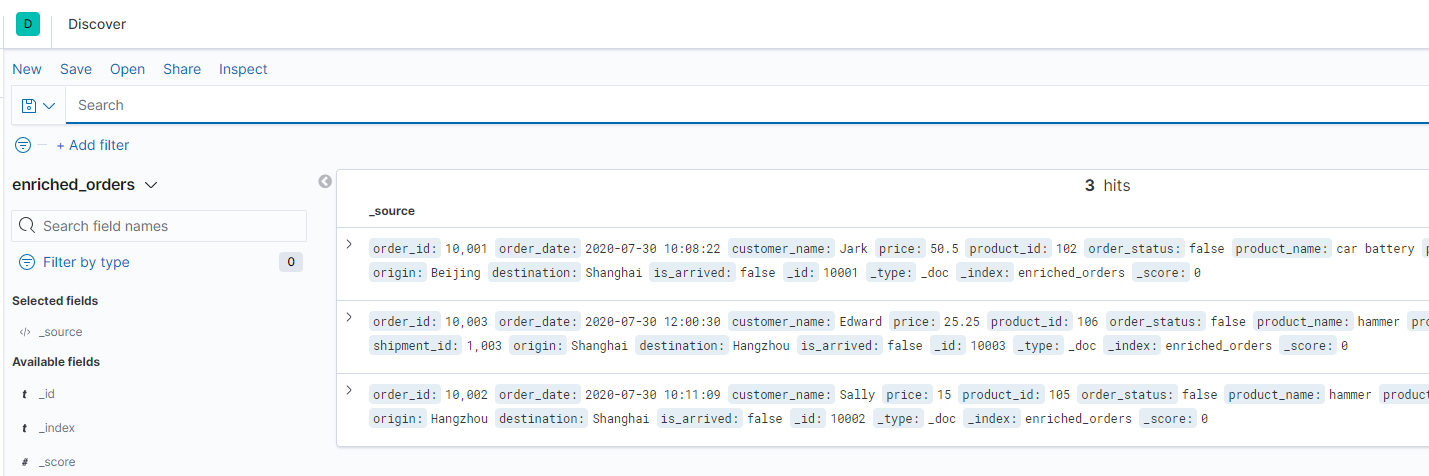 D Discover
New Save Open Share Inspect
Search
+ Add filter
enriched_orders
Search field names
Filter by type 0
Selected fields
</> _source
Available fields
t _id
t _index
# _score
3 hits
_source
order_id: 10,001 order_date: 2020-07-30 10:08:22 customer_name: Jark price: 50.5 product_id: 102 order_status: false product_name: car battery
origin: Beijing destination: Shanghai is_arrived: false _id: 10001 _type: _doc _index: enriched_orders _score: 0
order_id: 10,003 order_date: 2020-07-30 12:00:30 customer_name: Edward price: 25.25 product_id: 106 order_status: false product_name: hammer
shipment_id: 1,003 origin: Shanghai destination: Hangzhou is_arrived: false _id: 10003 _type: _doc _index: enriched_orders _score: 0
order_id: 10,002 order_date: 2020-07-30 10:11:09 customer_name: Sally price: 15 product_id: 105 order_status: false product_name: hammer
origin: Hangzhou destination: Shanghai is_arrived: false _id: 10002 _type: _doc _index: enriched_orders _score: 0